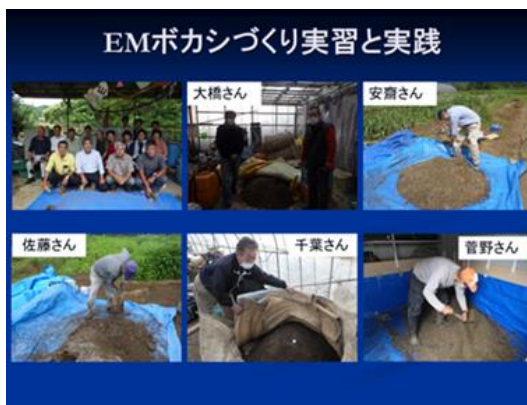 EMボカシづくり実習と実践
大橋さん
安齋さん
佐藤さん
千葉さん
菅野さん